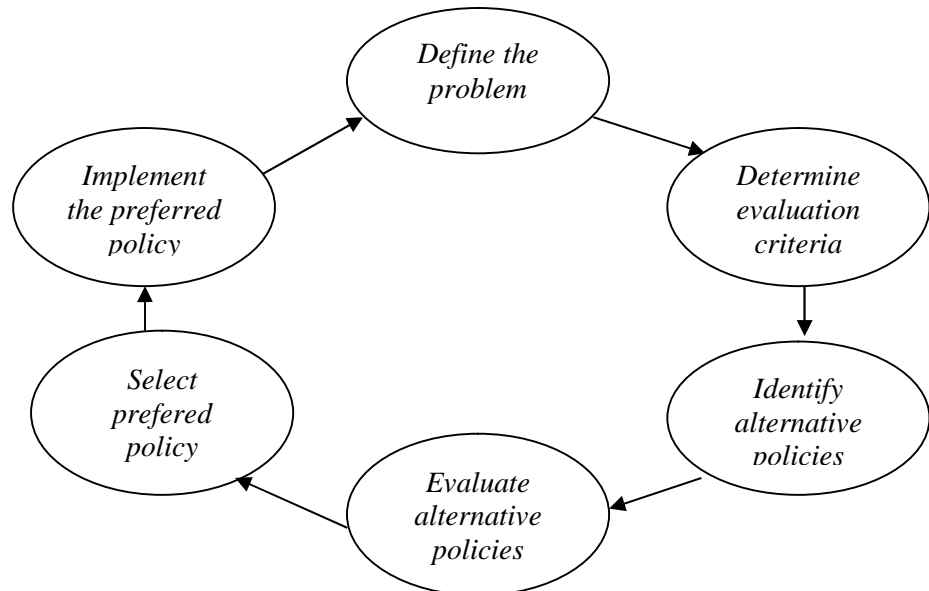 Define the
problem
Determine
evaluation
criteria
Identify
alternative
policies
Evaluate
alternative
policies
Select
prefered
policy
Implement
the preferred
policy